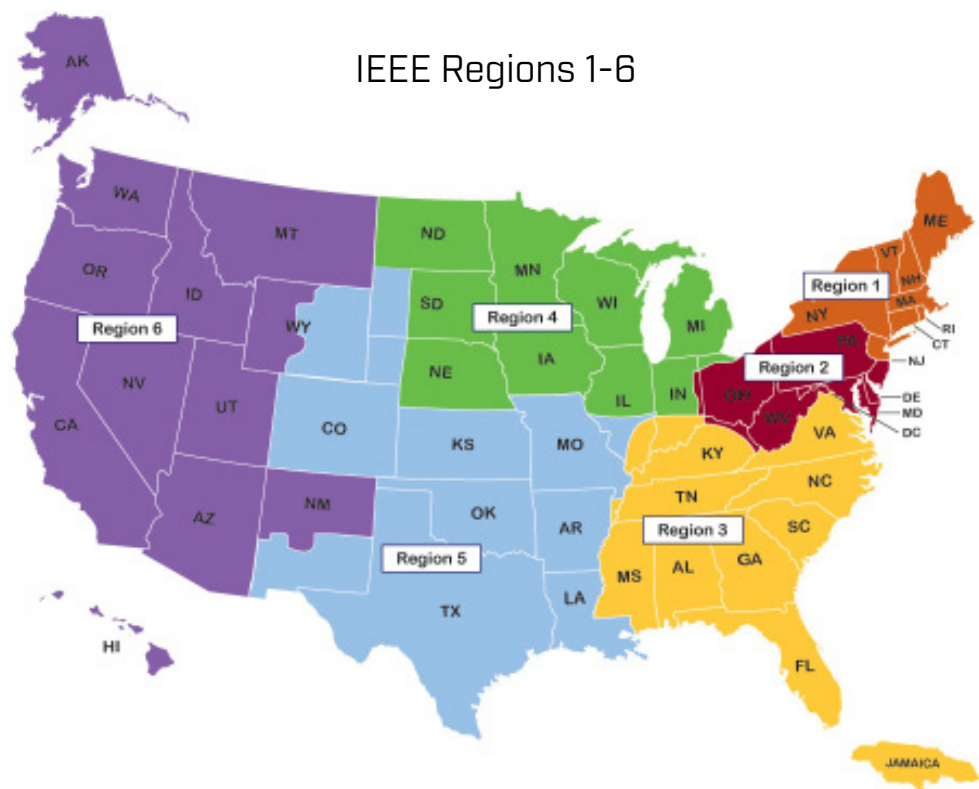 IEEE Regions 1-6
AK
WA
MT
ND
MN
ME
VT
NH
OR
ID
Region 1
MA
NY
RI
CT
Region 6
WY
SD
Region 4
WI
MI
PA
NJ
NV
UT
NE
IA
IL
IN
OH
Region 2
DE
MD
DC
CA
CO
KS
MO
WV
VA
KY
NC
TN
AZ
NM
OK
AR
Region 3
SC
Region 5
MS
AL
GA
TX
LA
HI
FL
JAMAICA